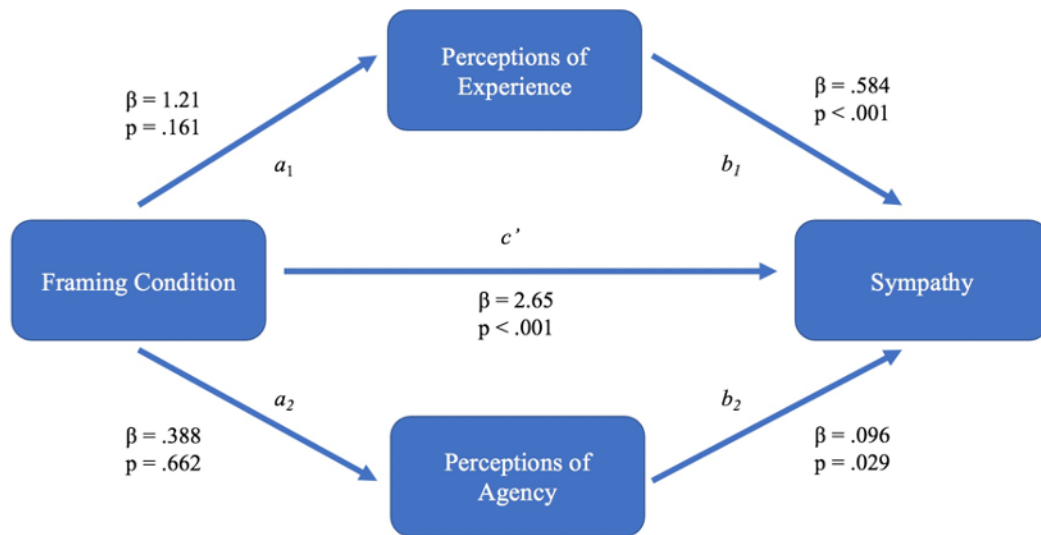 Perceptions of
Experience
β = 1.21
p = .161
a₁
β = .584
p < .001
b₁
Framing Condition
c’
β = 2.65
p < .001
Sympathy
a₂
β = .388
p = .662
b₂
β = .096
p = .029
Perceptions of
Agency